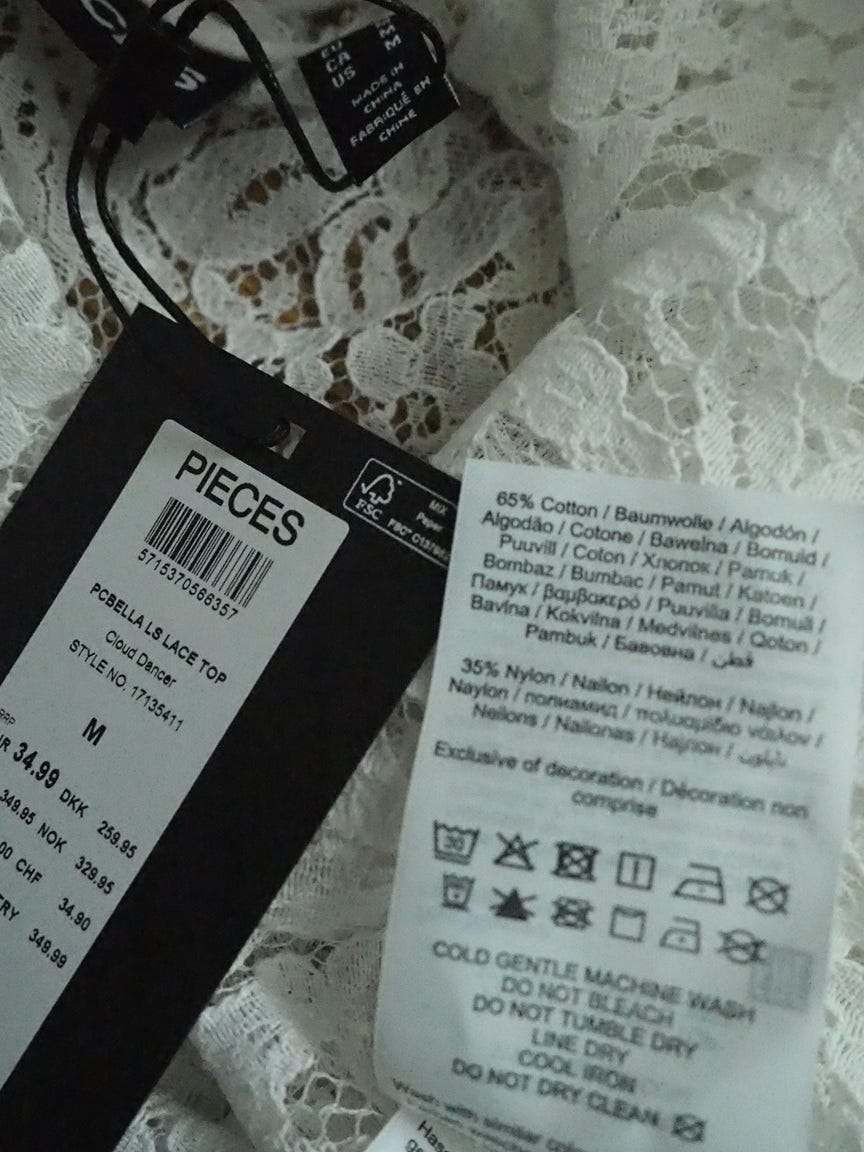 EU M
CA M
US
MADE IN
CHINA
FABRIQUÉ EN
CHINE
PIECES
5715370566357
PCBELLA LS LACE TOP
Cloud Dancer
STYLE NO. 17135411
M
RRP
34.99 DKK 259.95
349.95 NOK 329.95
CHF 34.90
349.99
FSC
MIX
Paper
65% Cotton / Baumwolle / Algodón /
Algodão / Cotone / Bawełna / Bomuld /
Puuvill / Coton / Хлопок / Pamuk /
Bombaz / Bumbac / Pamut / Katoen /
Памук / βαμβακερό / Puuvilla / Bomull /
Bavlna / Kokvilna / Medvilnes / Qoton /
Pambuk / Бавовна / قطن
35% Nylon / Nailon / Нейлон / Najlon /
Naylon / полиамид / πολυαμίδιο νάυλον /
Neilons / Nailonas / Најлон / نايلون
Exclusive of decoration / Décoration non
comprise
30
COLD GENTLE MACHINE WASH
DO NOT BLEACH
DO NOT TUMBLE DRY
LINE DRY
COOL IRON
DO NOT DRY CLEAN
Wash with similar